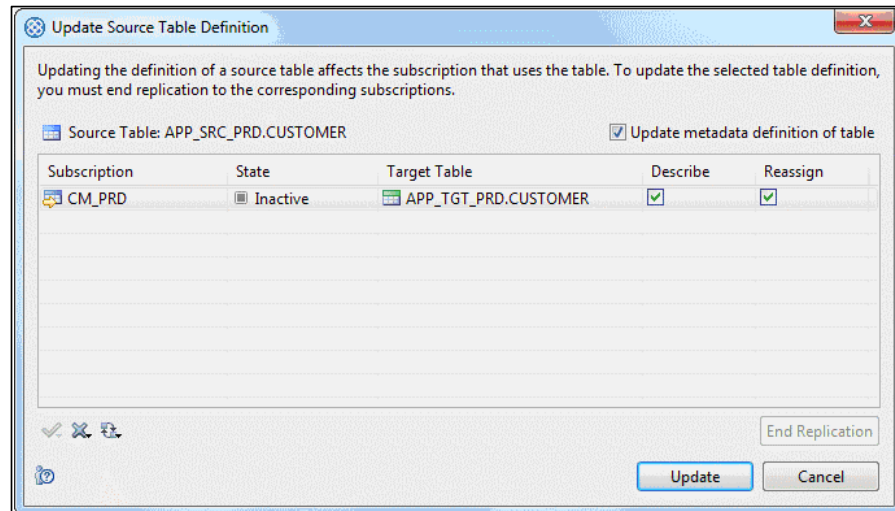 Update Source Table Definition
Updating the definition of a source table affects the subscription that uses the table. To update the selected table definition,
you must end replication to the corresponding subscriptions.
Source Table: APP_SRC_PRD.CUSTOMER Update metadata definition of table
Subscription State Target Table Describe Reassign
CM_PRD Inactive APP_TGT_PRD.CUSTOMER
End Replication
Update Cancel